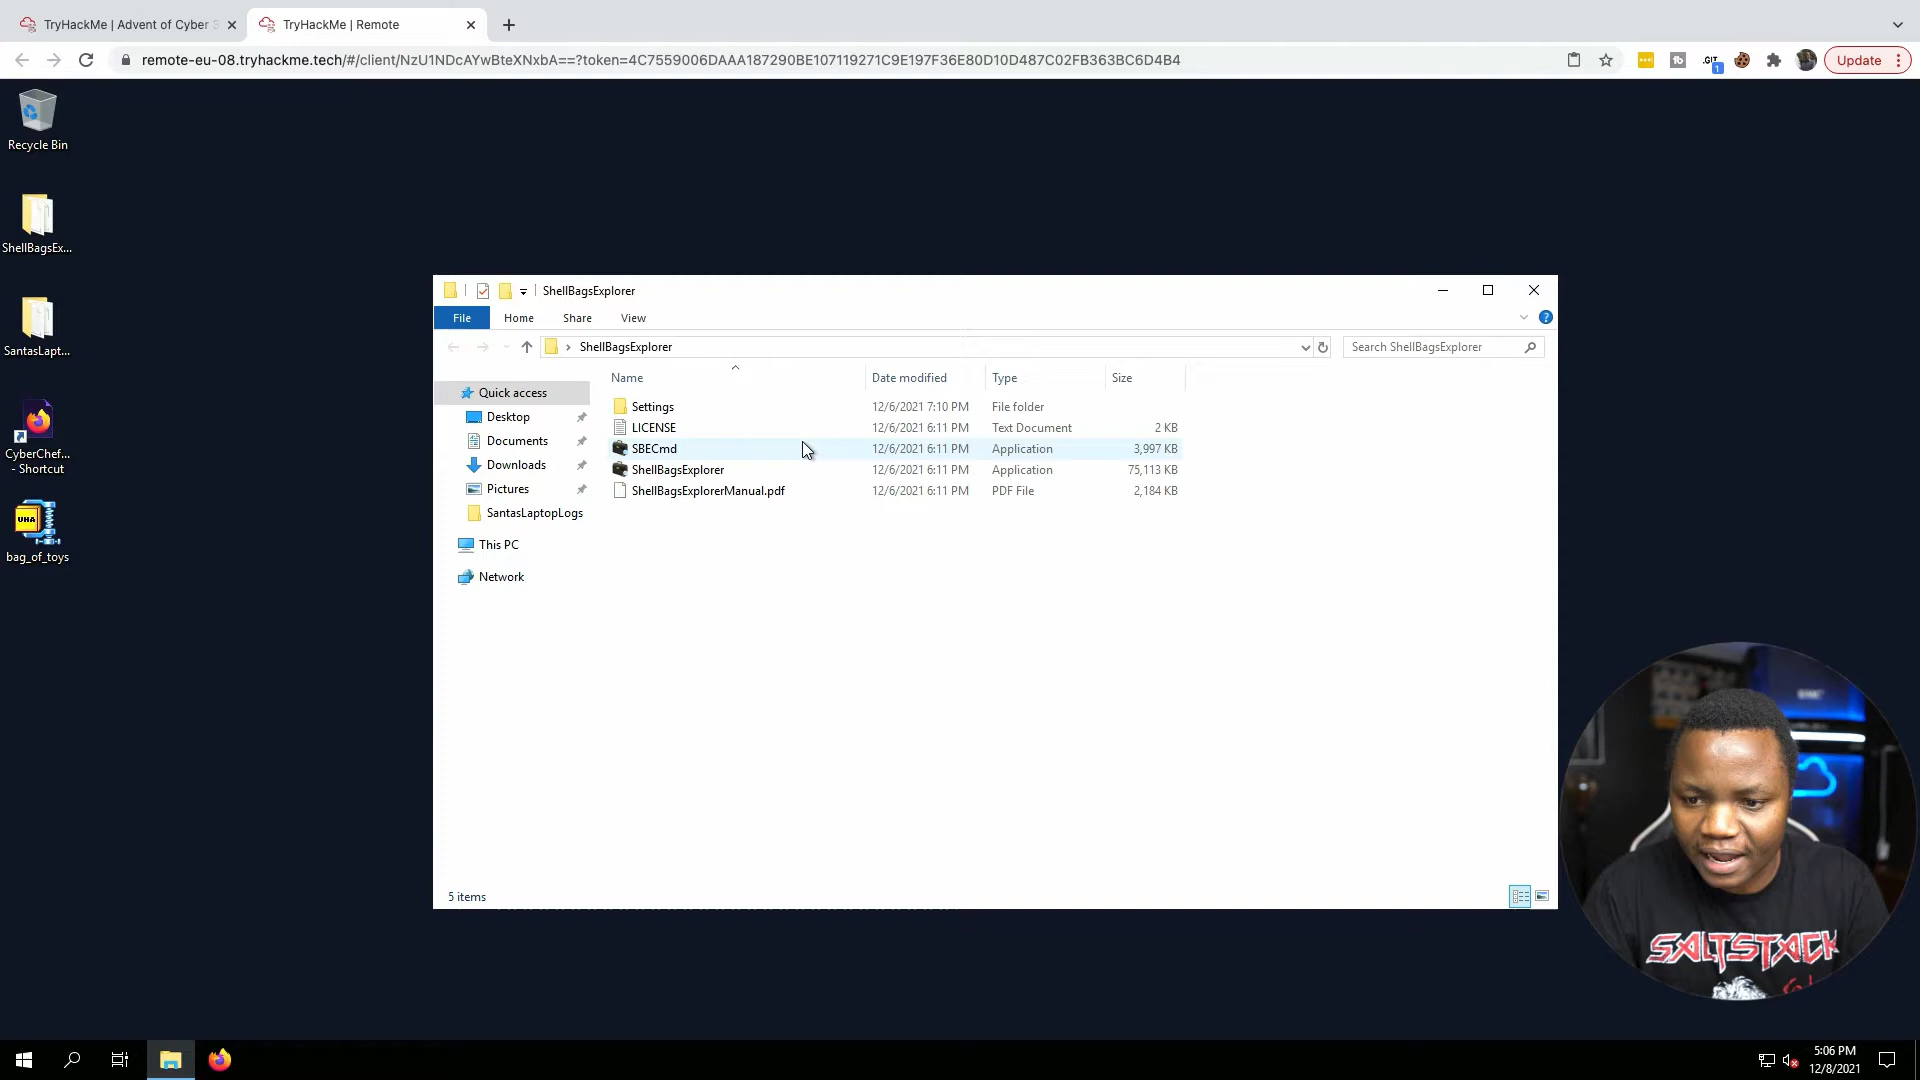 TryHackMe | Advent of Cyber 3
TryHackMe | Remote
remote-eu-08.tryhackme.tech/#/client/NzU1NDcAYwBteXNxbA==?token=4C7559006DAAA187290BE107119271C9E197F36E80D10D487C02FB363BC6D4B4
.GIT
1
Update
Recycle Bin
ShellBagsEx...
SantasLapt...
CyberChef...
- Shortcut
UHA
bag_of_toys
ShellBagsExplorer
File Home Share View
ShellBagsExplorer
Search ShellBagsExplorer
Name Date modified Type Size
Quick access
Desktop
Documents
Downloads
Pictures
SantasLaptopLogs
This PC
Network
Settings 12/6/2021 7:10 PM File folder
LICENSE 12/6/2021 6:11 PM Text Document 2 KB
SBECmd 12/6/2021 6:11 PM Application 3,997 KB
ShellBagsExplorer 12/6/2021 6:11 PM Application 75,113 KB
ShellBagsExplorerManual.pdf 12/6/2021 6:11 PM PDF File 2,184 KB
5 items
SALTSTACK
5:06 PM
12/8/2021